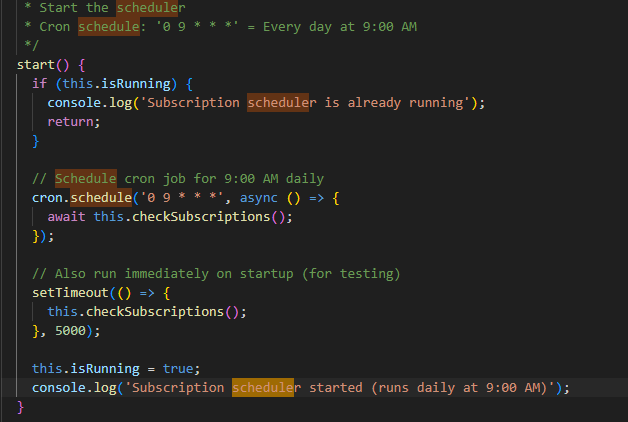 * Start the scheduler
* Cron schedule: '0 9 * * *' = Every day at 9:00 AM
*/
start() {
if (this.isRunning) {
console.log('Subscription scheduler is already running');
return;
}
// Schedule cron job for 9:00 AM daily
cron.schedule('0 9 * * *', async () => {
await this.checkSubscriptions();
});
// Also run immediately on startup (for testing)
setTimeout(() => {
this.checkSubscriptions();
}, 5000);
this.isRunning = true;
console.log('Subscription scheduler started (runs daily at 9:00 AM)');
}